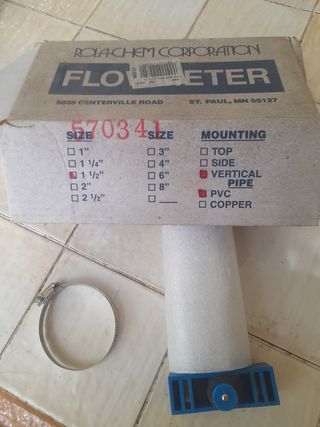 ROLA-CHEM CORPORATION
FLOWMETER
5858 CENTERVILLE ROAD ST. PAUL, MN 55127
570341
SIZE SIZE MOUNTING
1" 3" TOP
1 1/4" 4" SIDE
1 1/2" 6" VERTICAL
2" 8" PIPE
2 1/2" PVC
COPPER